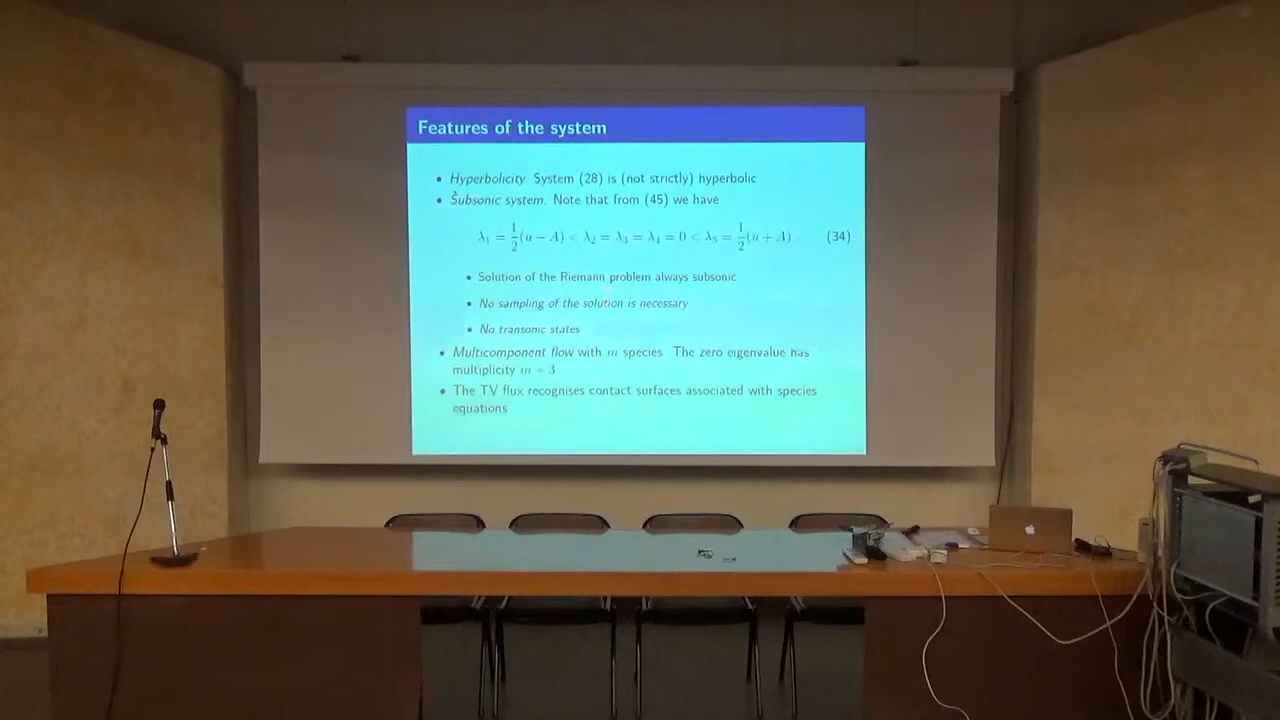 Features of the system
• Hyperbolicity. System (28) is (not strictly) hyperbolic
• Subsonic system. Note that from (45) we have
λ₁ = 1/2(u − A) < λ₂ = λ₃ = λ₄ = 0 < λ₅ = 1/2(u + A) (34)
• Solution of the Riemann problem always subsonic
• No sampling of the solution is necessary
• No transonic states
• Multicomponent flow with m species. The zero eigenvalue has
multiplicity m + 3
• The TV flux recognises contact surfaces associated with species
equations